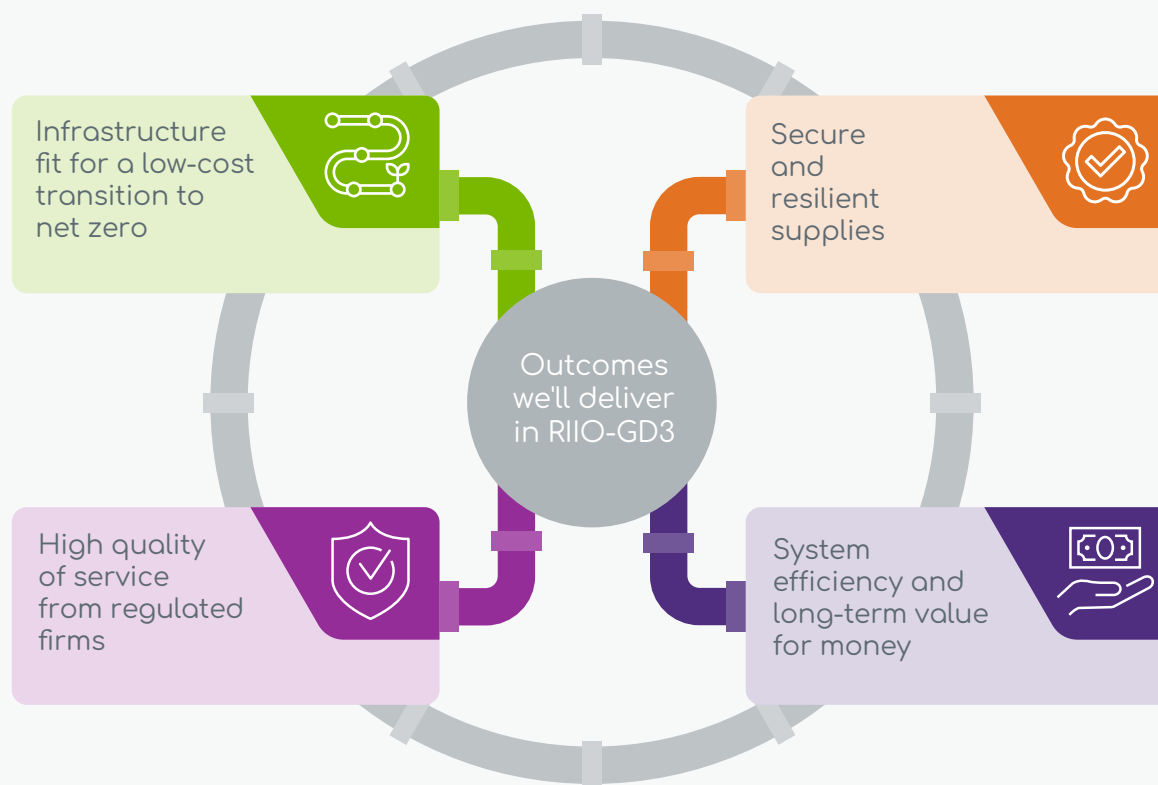 Infrastructure
fit for a low-cost
transition to
net zero
Secure
and
resilient
supplies
Outcomes
we'll deliver
in RIIO-GD3
High quality
of service
from regulated
firms
System
efficiency and
long-term value
for money